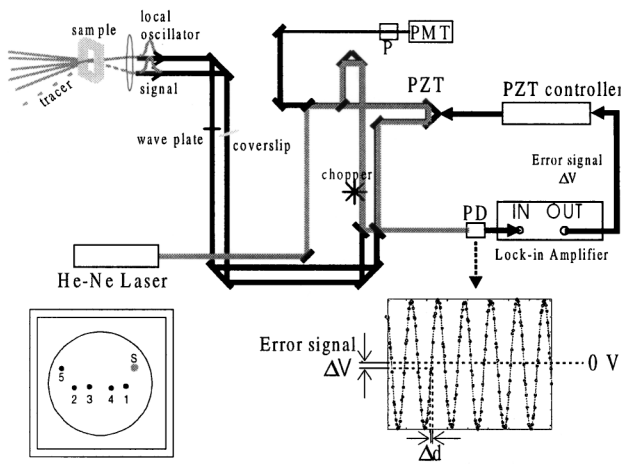 sample
local
oscillator
signal
tracer
wave plate
coverslip
P
PMT
PZT
PZT controller
Error signal
ΔV
chopper
PD
IN OUT
Lock-in Amplifier
He-Ne Laser
Error signal
ΔV
0 V
Δd
S
5
2 3 4 1